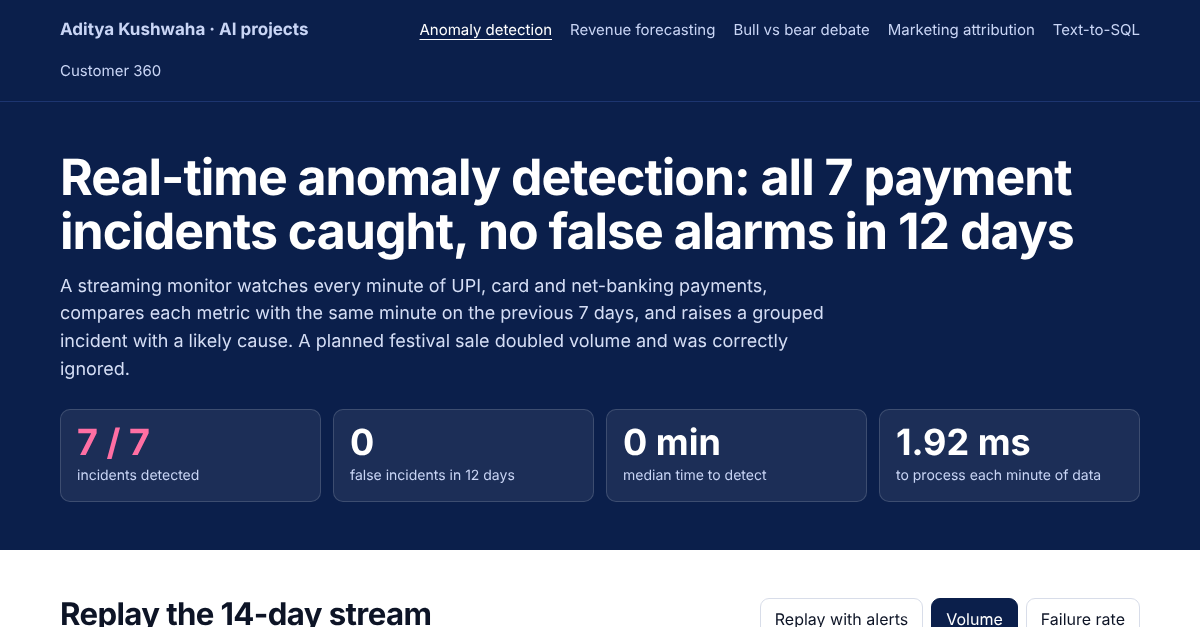 Aditya Kushwaha · AI projects
Anomaly detection
Revenue forecasting
Bull vs bear debate
Marketing attribution
Text-to-SQL
Customer 360
Real-time anomaly detection: all 7 payment
incidents caught, no false alarms in 12 days
A streaming monitor watches every minute of UPI, card and net-banking payments,
compares each metric with the same minute on the previous 7 days, and raises a grouped
incident with a likely cause. A planned festival sale doubled volume and was correctly
ignored.
7 / 7
incidents detected
0
false incidents in 12 days
0 min
median time to detect
1.92 ms
to process each minute of data
Replay the 14-day stream
Replay with alerts
Volume
Failure rate